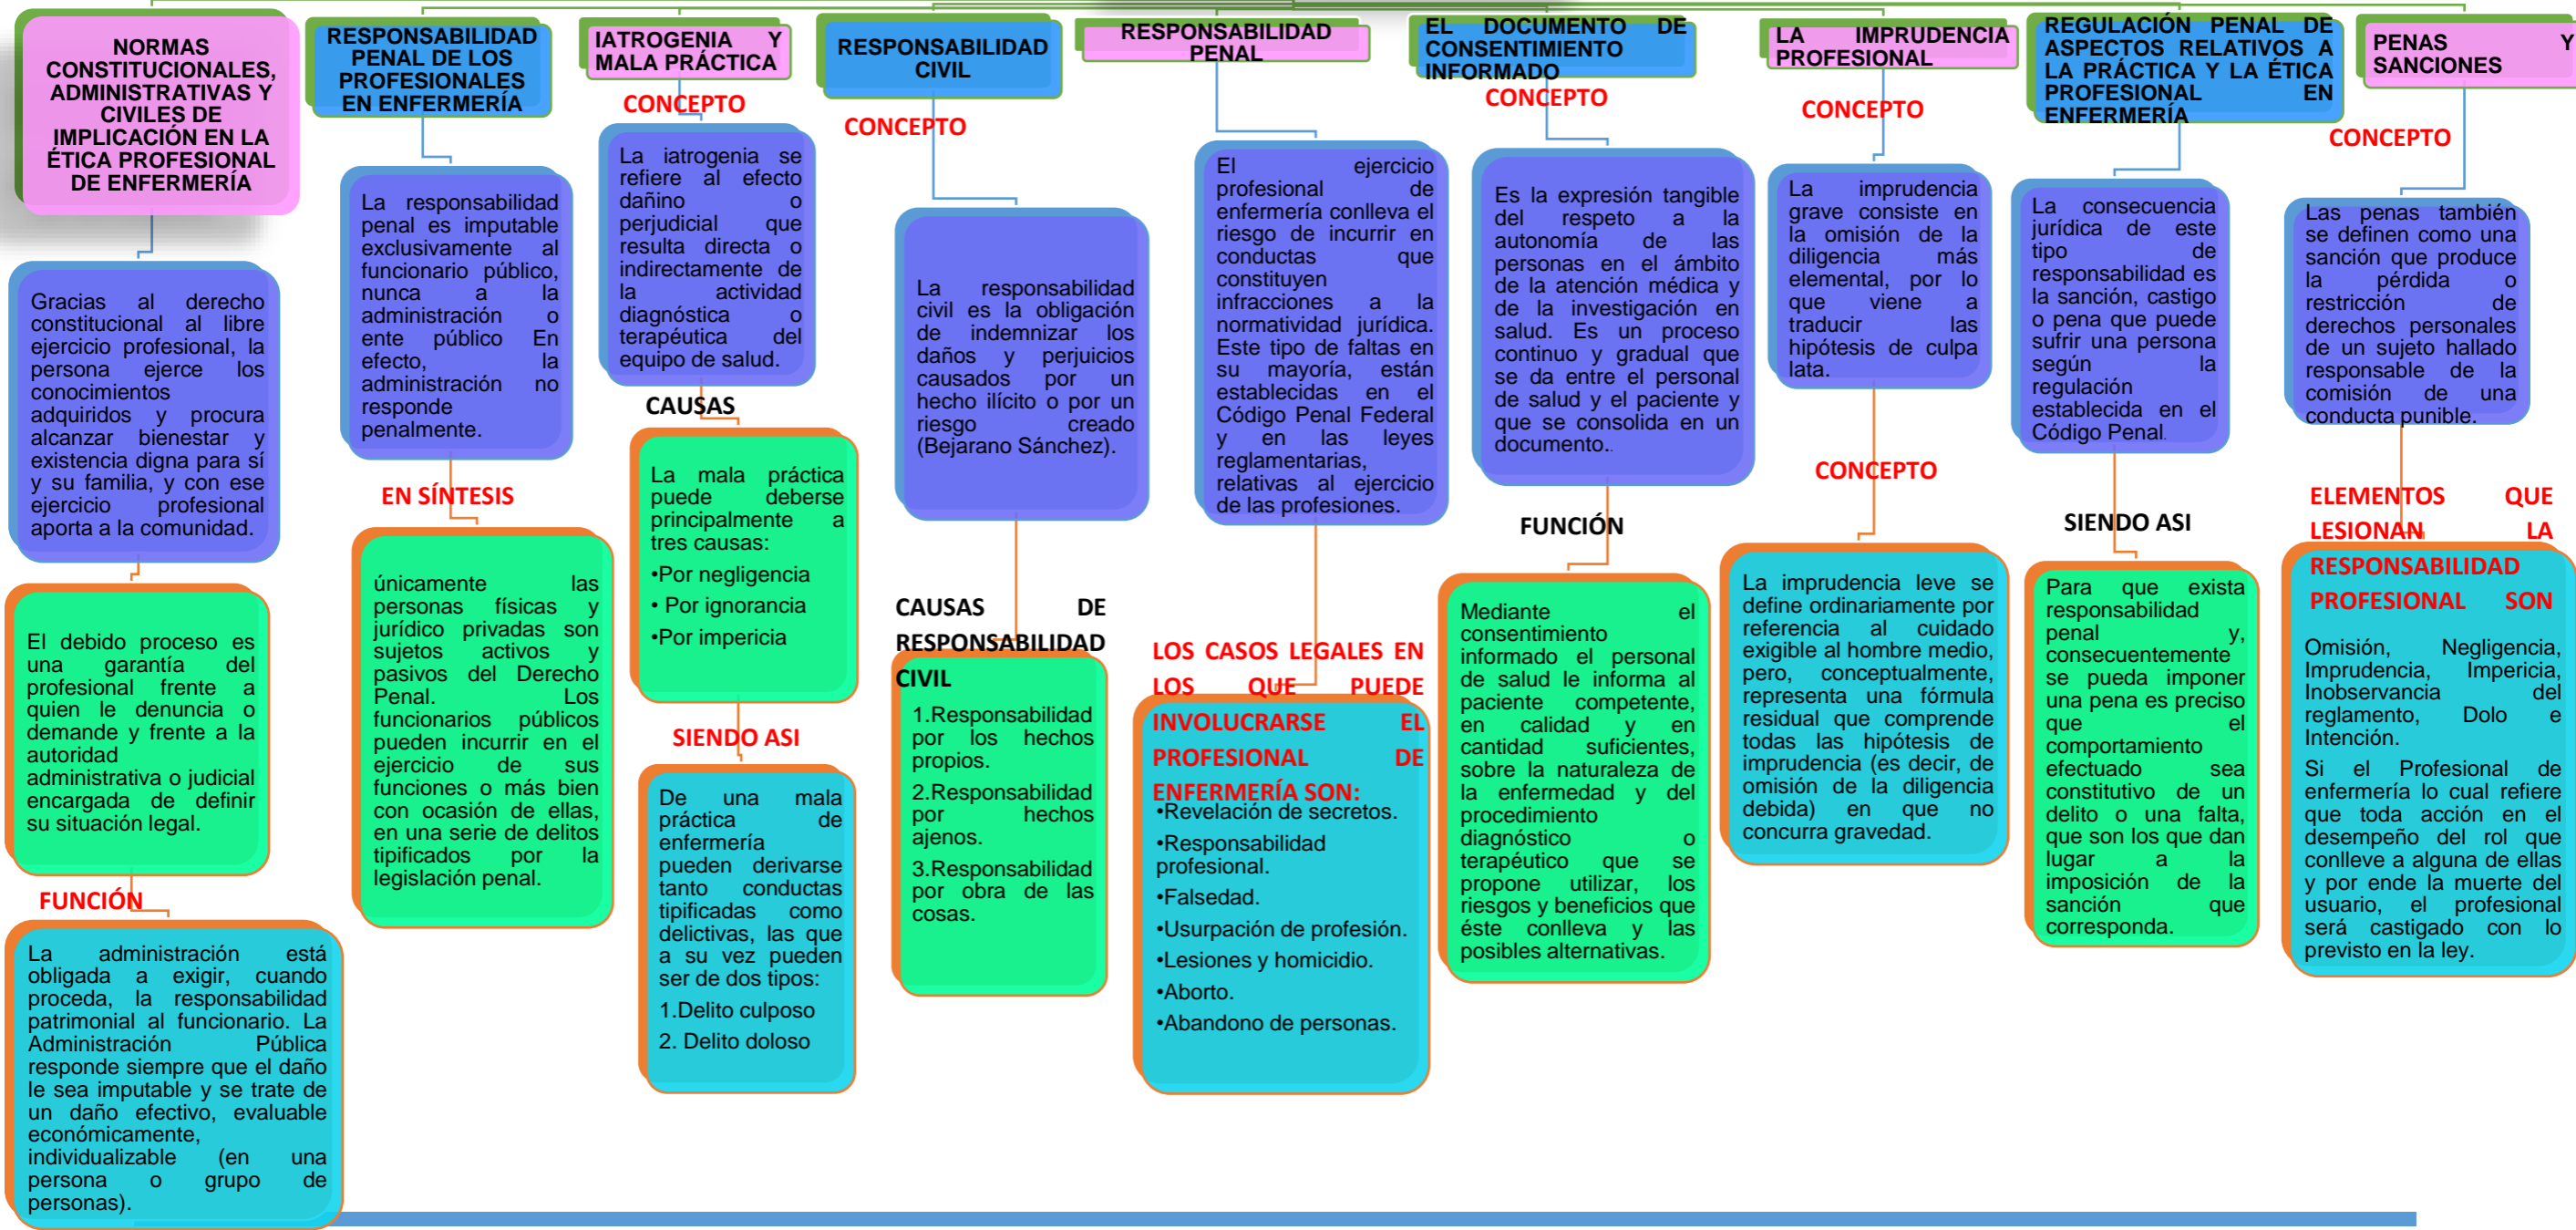 NORMAS
CONSTITUCIONALES,
ADMINISTRATIVAS Y
CIVILES DE
IMPLICACIÓN EN LA
ÉTICA PROFESIONAL
DE ENFERMERÍA
Gracias al derecho
constitucional al libre
ejercicio profesional, la
persona ejerce los
conocimientos
adquiridos y procura
alcanzar bienestar y
existencia digna para sí
y su familia, y con ese
ejercicio profesional
aporta a la comunidad.
El debido proceso es
una garantía del
profesional frente a
quien le denuncia o
demande y frente a la
autoridad
administrativa o judicial
encargada de definir
su situación legal.
FUNCIÓN
La administración está
obligada a exigir, cuando
proceda, la responsabilidad
patrimonial al funcionario. La
Administración Pública
responde siempre que el daño
le sea imputable y se trate de
un daño efectivo, evaluable
económicamente,
individualizable (en una
persona o grupo de
personas).
RESPONSABILIDAD
PENAL DE LOS
PROFESIONALES
EN ENFERMERÍA
La responsabilidad
penal es imputable
exclusivamente al
funcionario público,
nunca a la
administración o
ente público En
efecto, la
administración no
responde
penalmente.
EN SÍNTESIS
únicamente las
personas físicas y
jurídico privadas son
sujetos activos y
pasivos del Derecho
Penal. Los
funcionarios públicos
pueden incurrir en el
ejercicio de sus
funciones o más bien
con ocasión de ellas,
en una serie de delitos
tipificados por la
legislación penal.
IATROGENIA Y
MALA PRÁCTICA
CONCEPTO
La iatrogenia se
refiere al efecto
dañino o
perjudicial que
resulta directa o
indirectamente de
la actividad
diagnóstica o
terapéutica del
equipo de salud.
CAUSAS
La mala práctica
puede deberse
principalmente a
tres causas:
•Por negligencia
• Por ignorancia
•Por impericia
SIENDO ASI
De una mala
práctica de
enfermería
pueden derivarse
tanto conductas
tipificadas como
delictivas, las que
a su vez pueden
ser de dos tipos:
1.Delito culposo
2. Delito doloso
RESPONSABILIDAD
CIVIL
CONCEPTO
La responsabilidad
civil es la obligación
de indemnizar los
daños y perjuicios
causados por un
hecho ilícito o por un
riesgo creado
(Bejarano Sánchez).
CAUSAS DE
RESPONSABILIDAD
CIVIL
1.Responsabilidad
por los hechos
propios.
2.Responsabilidad
por hechos
ajenos.
3.Responsabilidad
por obra de las
cosas.
RESPONSABILIDAD
PENAL
El ejercicio
profesional de
enfermería conlleva el
riesgo de incurrir en
conductas que
constituyen
infracciones a la
normatividad jurídica.
Este tipo de faltas en
su mayoría, están
establecidas en el
Código Penal Federal
y en las leyes
reglamentarias,
relativas al ejercicio
de las profesiones.
LOS CASOS LEGALES EN
LOS QUE PUEDE
INVOLUCRARSE EL
PROFESIONAL DE
ENFERMERÍA SON:
•Revelación de secretos.
•Responsabilidad
profesional.
•Falsedad.
•Usurpación de profesión.
•Lesiones y homicidio.
•Aborto.
•Abandono de personas.
EL DOCUMENTO DE
CONSENTIMIENTO
INFORMADO
CONCEPTO
Es la expresión tangible
del respeto a la
autonomía de las
personas en el ámbito
de la atención médica y
de la investigación en
salud. Es un proceso
continuo y gradual que
se da entre el personal
de salud y el paciente y
que se consolida en un
documento..
FUNCIÓN
Mediante el
consentimiento
informado el personal
de salud le informa al
paciente competente,
en calidad y en
cantidad suficientes,
sobre la naturaleza de
la enfermedad y del
procedimiento
diagnóstico o
terapéutico que se
propone utilizar, los
riesgos y beneficios que
éste conlleva y las
posibles alternativas.
LA IMPRUDENCIA
PROFESIONAL
CONCEPTO
La imprudencia
grave consiste en
la omisión de la
diligencia más
elemental, por lo
que viene a
traducir las
hipótesis de culpa
lata.
CONCEPTO
La imprudencia leve se
define ordinariamente por
referencia al cuidado
exigible al hombre medio,
pero, conceptualmente,
representa una fórmula
residual que comprende
todas las hipótesis de
imprudencia (es decir, de
omisión de la diligencia
debida) en que no
concurra gravedad.
REGULACIÓN PENAL DE
ASPECTOS RELATIVOS A
LA PRÁCTICA Y LA ÉTICA
PROFESIONAL EN
ENFERMERÍA
La consecuencia
jurídica de este
tipo de
responsabilidad es
la sanción, castigo
o pena que puede
sufrir una persona
según la
regulación
establecida en el
Código Penal.
SIENDO ASI
Para que exista
responsabilidad
penal y,
consecuentemente
se pueda imponer
una pena es preciso
que el
comportamiento
efectuado sea
constitutivo de un
delito o una falta,
que son los que dan
lugar a la
imposición de la
sanción que
corresponda.
PENAS Y
SANCIONES
CONCEPTO
Las penas también
se definen como una
sanción que produce
la pérdida o
restricción de
derechos personales
de un sujeto hallado
responsable de la
comisión de una
conducta punible.
ELEMENTOS QUE
LESIONAN LA
RESPONSABILIDAD
PROFESIONAL SON
Omisión, Negligencia,
Imprudencia, Impericia,
Inobservancia del
reglamento, Dolo e
Intención.
Si el Profesional de
enfermería lo cual refiere
que toda acción en el
desempeño del rol que
conlleve a alguna de ellas
y por ende la muerte del
usuario, el profesional
será castigado con lo
previsto en la ley.